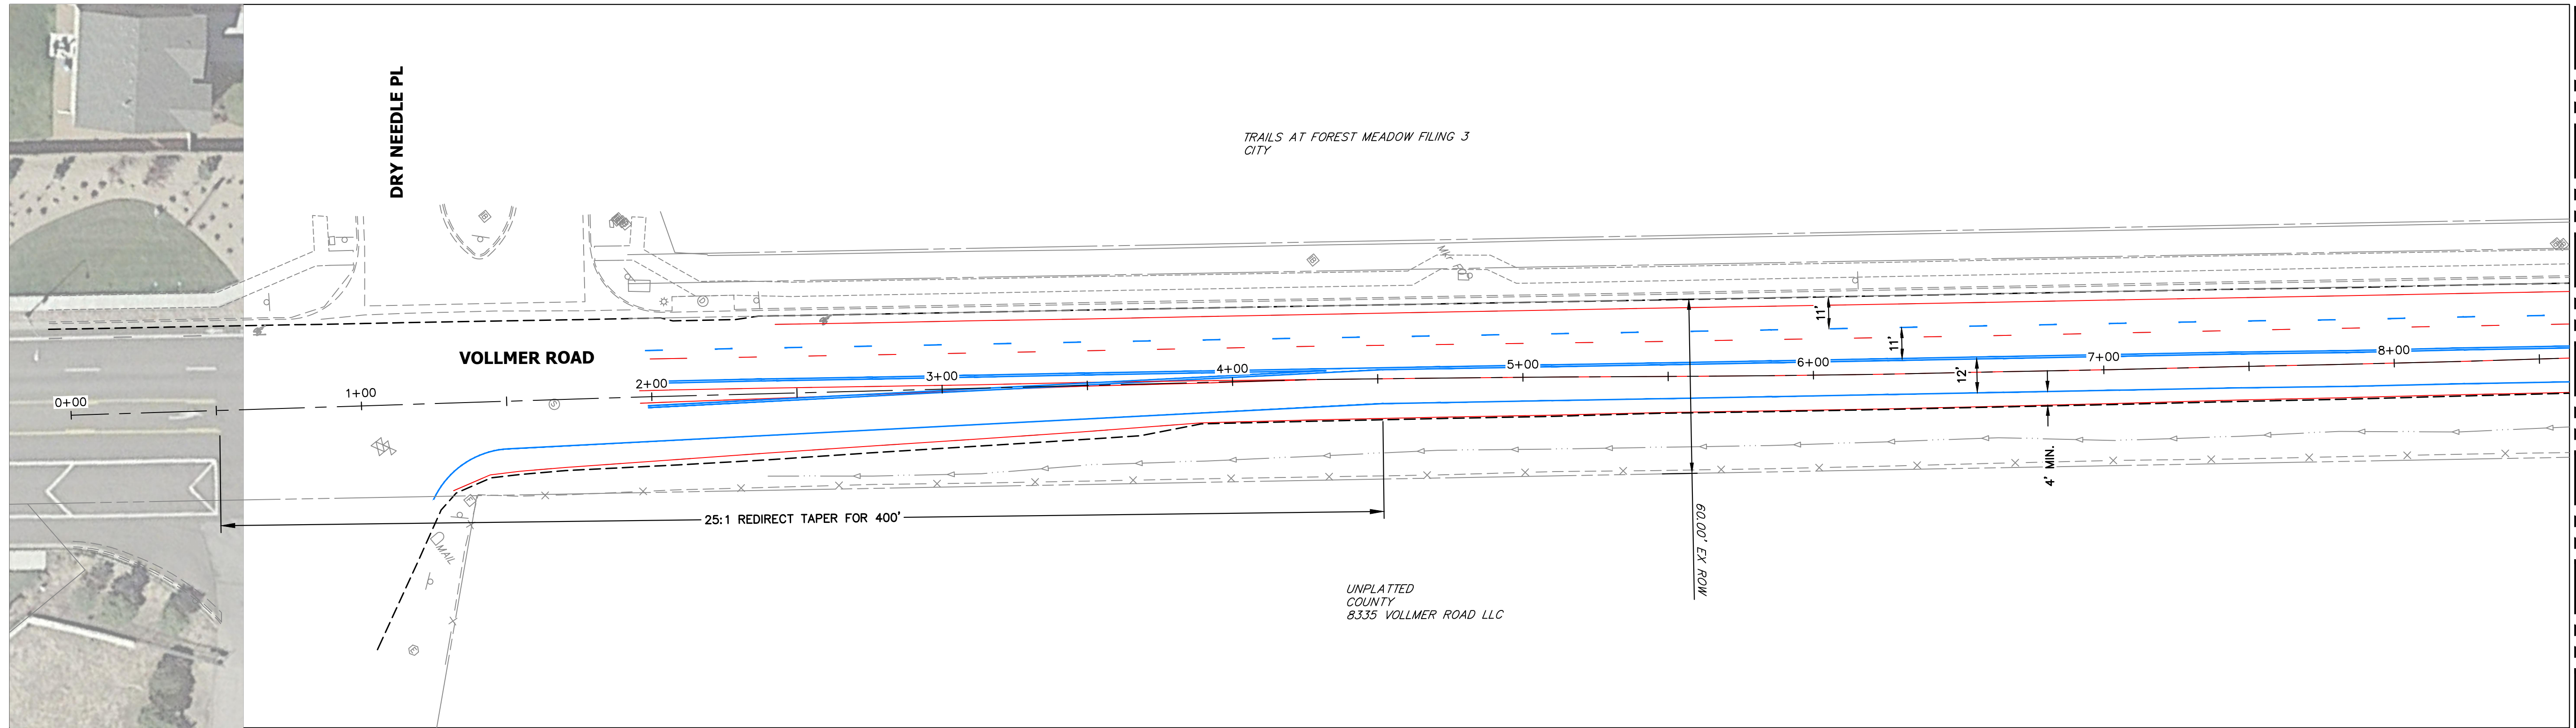 DRY NEEDLE PL
TRAILS AT FOREST MEADOW FILING 3
CITY
VOLLMER ROAD
0+00
1+00
2+00
3+00
4+00
5+00
6+00
7+00
8+00
11'
11'
12'
4' MIN.
25:1 REDIRECT TAPER FOR 400'
60.00' EX ROW
MAIL
UNPLATTED
COUNTY
8335 VOLLMER ROAD LLC